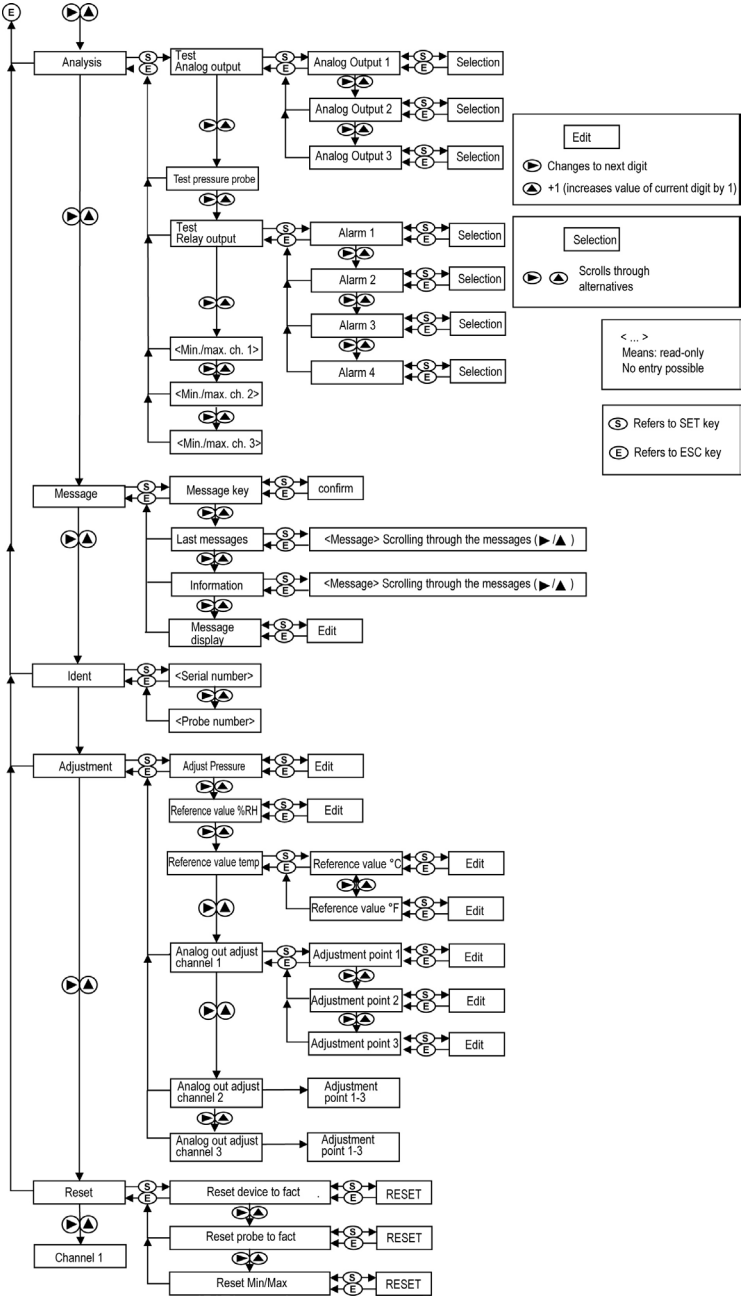 E
Analysis
S
E
Test
Analog output
S
E
Analog Output 1
S
E
Selection
Analog Output 2
S
E
Selection
Analog Output 3
S
E
Selection
Test pressure probe
Test
Relay output
S
E
Alarm 1
S
E
Selection
Alarm 2
S
E
Selection
Alarm 3
S
E
Selection
Alarm 4
S
E
Selection
<Min./max. ch. 1>
<Min./max. ch. 2>
<Min./max. ch. 3>
Edit
Changes to next digit
+1 (increases value of current digit by 1)
Selection
Scrolls through
alternatives
< ... >
Means: read-only
No entry possible
S Refers to SET key
E Refers to ESC key
Message
S
E
Message key
S
E
confirm
Last messages
S
E
<Message> Scrolling through the messages (▶/▲ )
Information
S
E
<Message> Scrolling through the messages (▶/▲ )
Message
display
S
E
Edit
Ident
S
E
<Serial number>
<Probe number>
Adjustment
S
E
Adjust Pressure
S
E
Edit
Reference value %RH
S
E
Edit
Reference value temp
S
E
Reference value °C
S
E
Edit
Reference value °F
S
E
Edit
Analog out adjust
channel 1
S
E
Adjustment point 1
S
E
Edit
Adjustment point 2
S
E
Edit
Adjustment point 3
S
E
Edit
Analog out adjust
channel 2
Adjustment
point 1-3
Analog out adjust
channel 3
Adjustment
point 1-3
Reset
S
E
Reset device to fact .
S
E
RESET
Reset probe to fact
S
E
RESET
Reset Min/Max
S
E
RESET
Channel 1